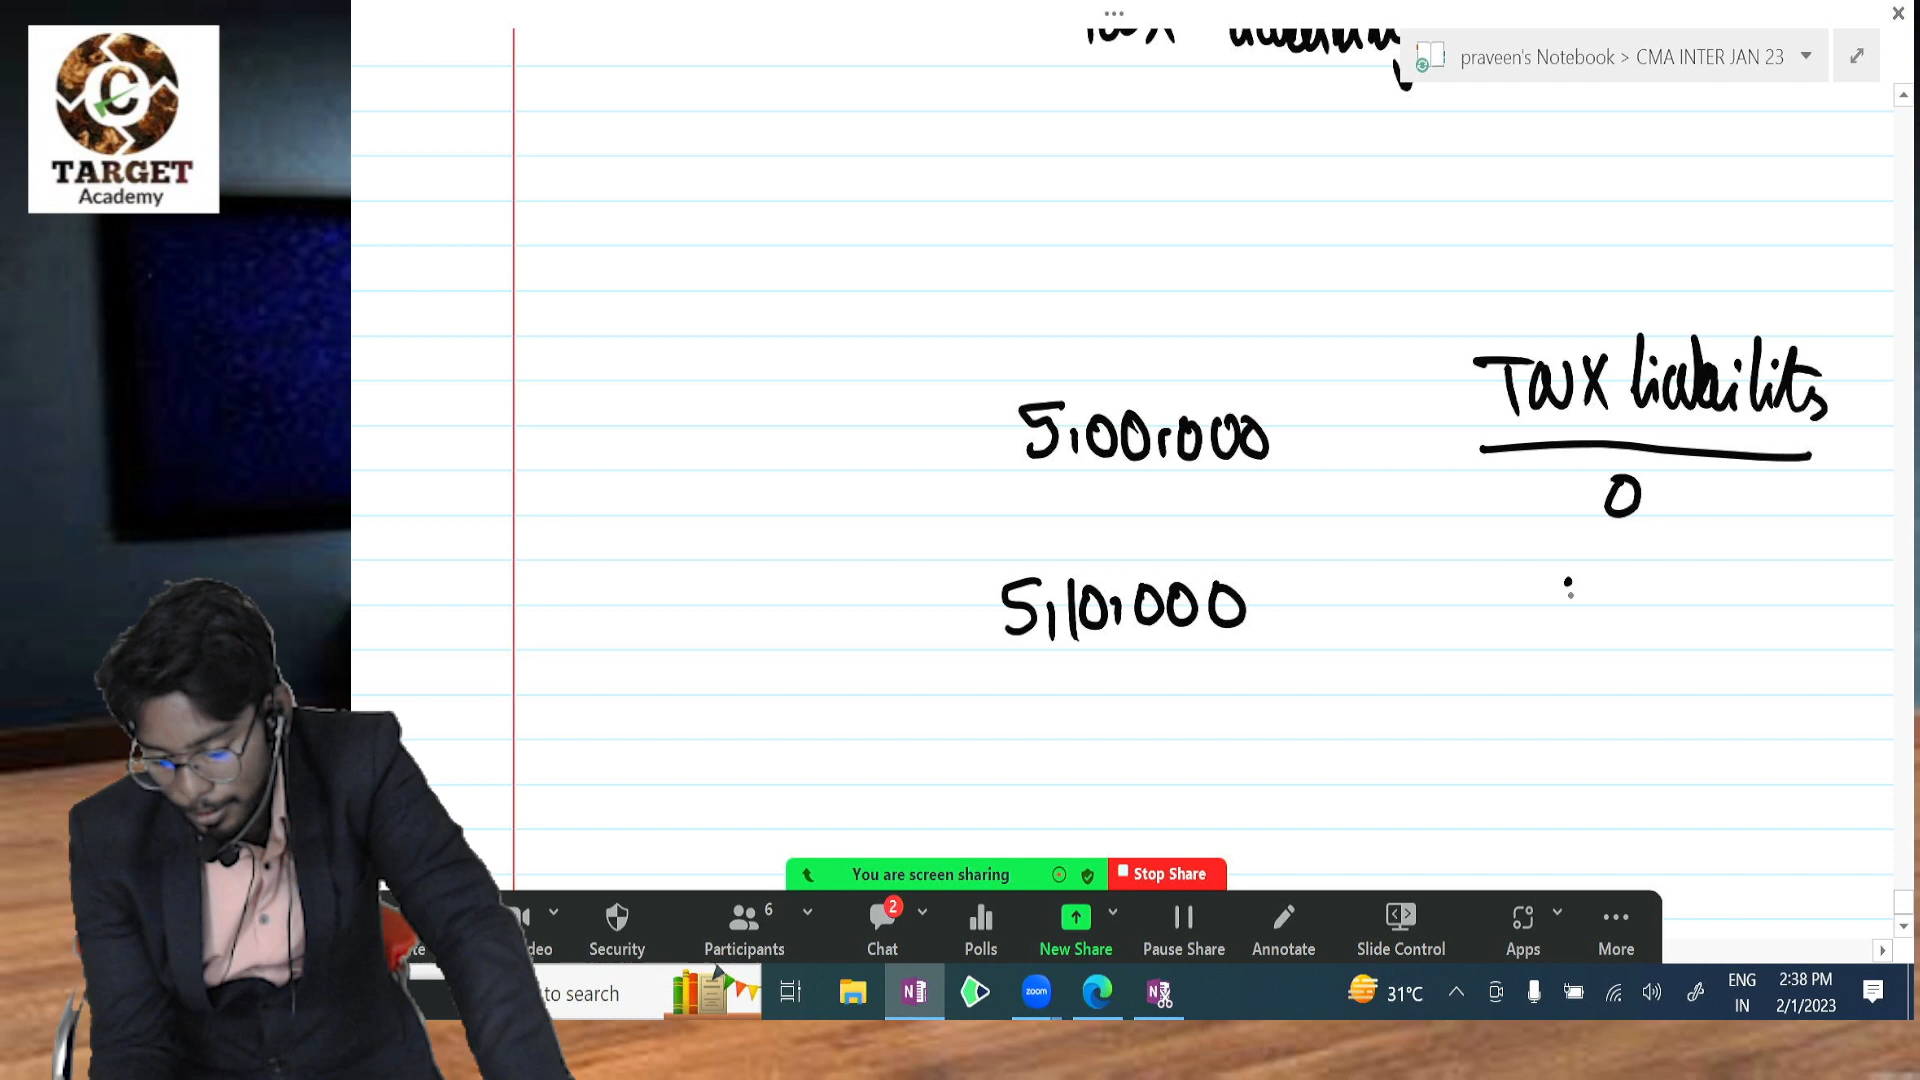 TARGET
Academy
praveen's Notebook > CMA INTER JAN 23
Tax liability
5,00,000
0
5,10,000
You are screen sharing
Stop Share
6
2
Security
Participants
Chat
Polls
New Share
Pause Share
Annotate
Slide Control
Apps
More
to search
zoom
31°C
ENG
IN
2:38 PM
2/1/2023